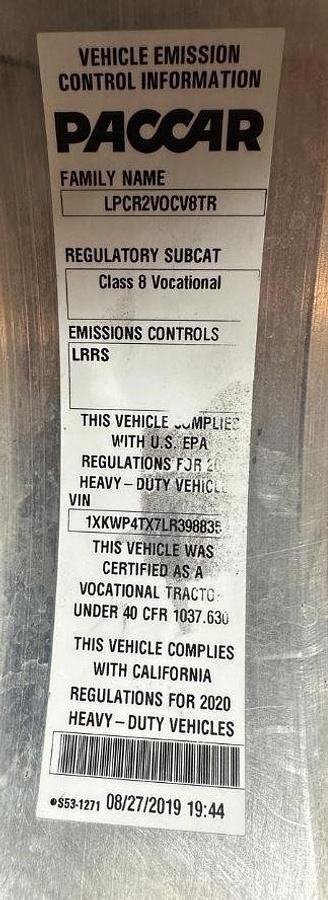 VEHICLE EMISSION
CONTROL INFORMATION
PACCAR
FAMILY NAME
LPCR2VOCV8TR
REGULATORY SUBCAT
Class 8 Vocational
EMISSIONS CONTROLS
LRRS
THIS VEHICLE
WITH U.S. EPA
REGULATIONS FOR
HEAVY-DUTY
VIN
1XKWP4TX7LR398835
THIS VEHICLE WAS
CERTIFIED AS A
VOCATIONAL
UNDER 40 CFR 1037.630
THIS VEHICLE COMPLIES
WITH CALIFORNIA
REGULATIONS FOR 2020
HEAVY-DUTY VEHICLES
S53-1271 08/27/2019 19:44